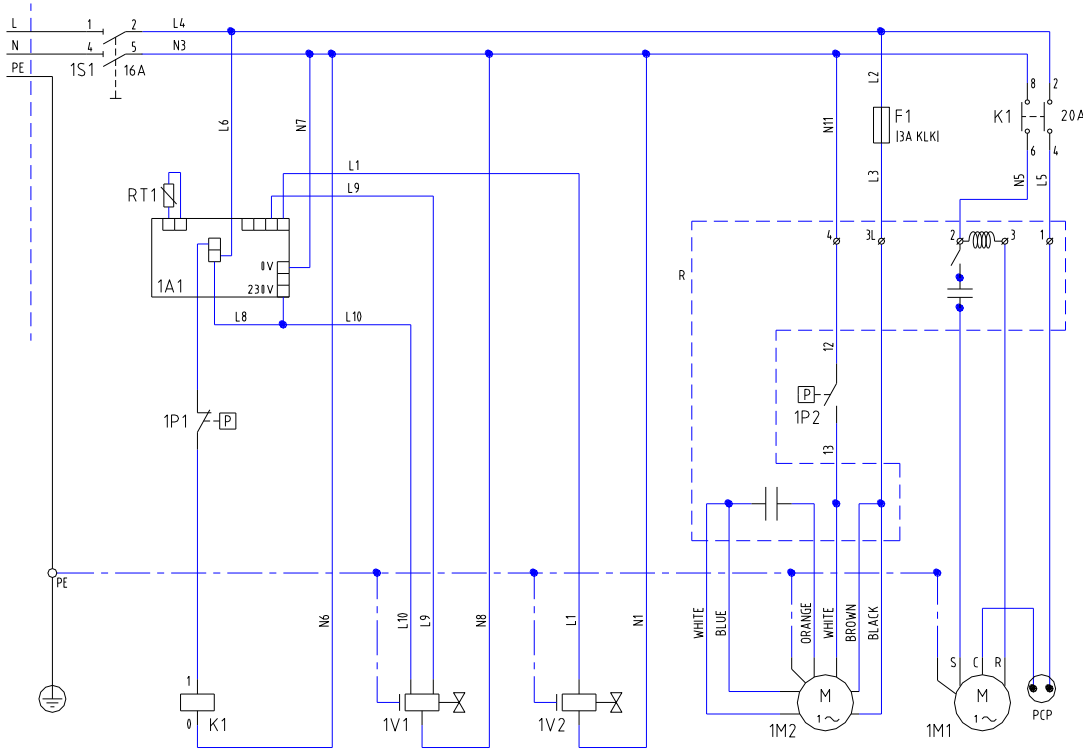 L 1 2 L4
N 4 5 N3
PE 1S1 16A
L6
N7
L2
N11
8 2
F1 K1 20A
|3A KLK|
6 4
L3
N5
L5
L1
L9
RT1
4 3L 2 3 1
0V
R
1A1 230V
L8 L10
12
P
1P2
1P1 P
13
PE
N6
L10
L9
N8
L1
N1
WHITE
BLUE
ORANGE
WHITE
BROWN
BLACK
S C R
1
0 K1
1V1
1V2
M
1~
1M2
M
1~
1M1
PCP